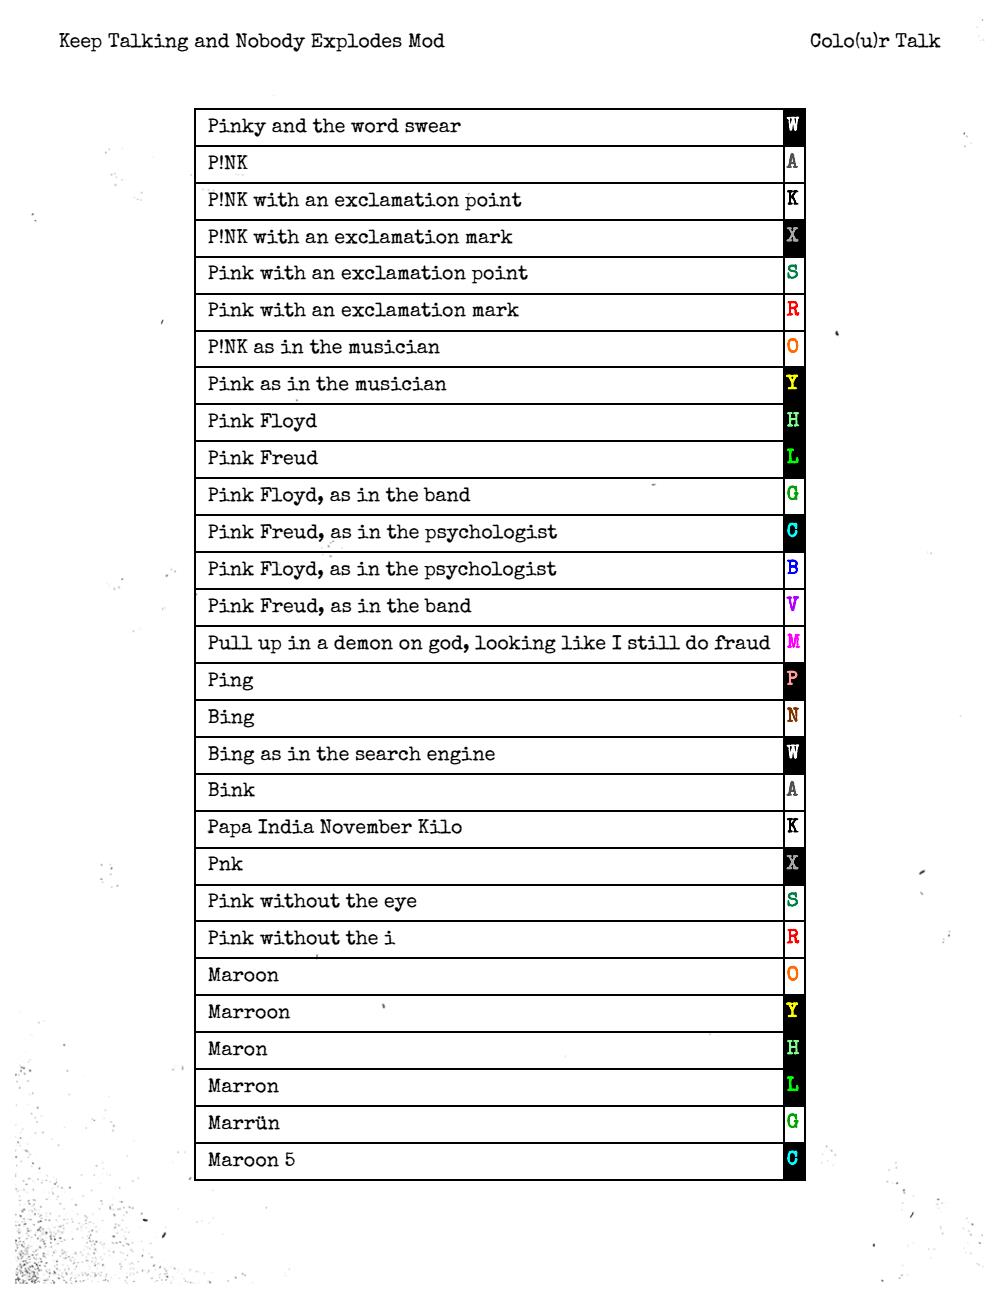 Keep Talking and Nobody Explodes Mod Colo(u)r Talk
Pinky and the word swear W
P!NK A
P!NK with an exclamation point K
P!NK with an exclamation mark X
Pink with an exclamation point S
Pink with an exclamation mark R
P!NK as in the musician O
Pink as in the musician Y
Pink Floyd H
Pink Freud L
Pink Floyd, as in the band G
Pink Freud, as in the psychologist C
Pink Floyd, as in the psychologist B
Pink Freud, as in the band V
Pull up in a demon on god, looking like I still do fraud M
Ping P
Bing N
Bing as in the search engine W
Bink A
Papa India November Kilo K
Pnk X
Pink without the eye S
Pink without the i R
Maroon O
Marroon Y
Maron H
Marron L
Marrün G
Maroon 5 C